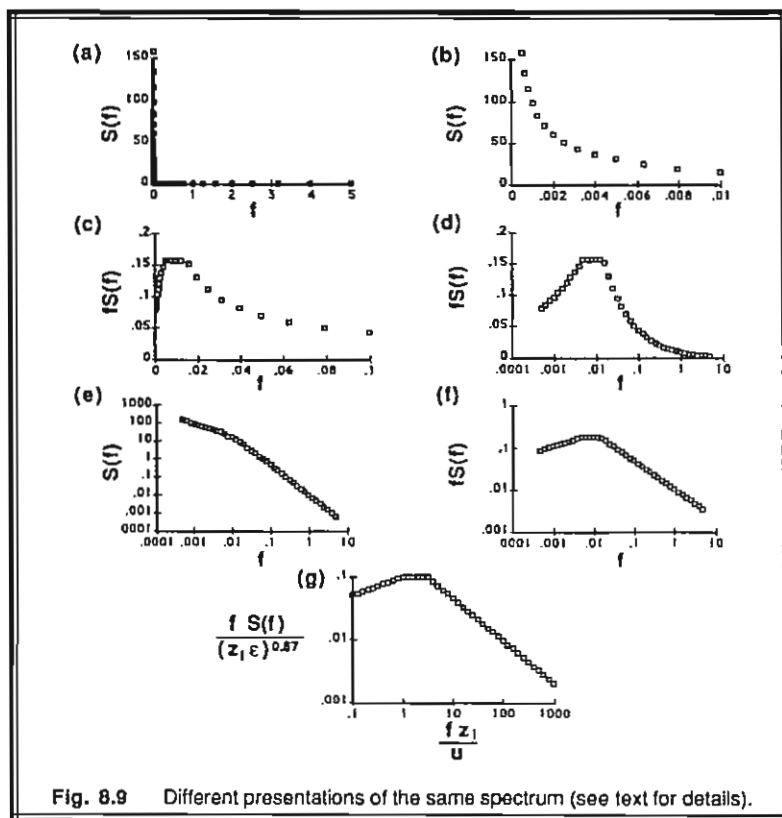 (a)
150
100
50
0
S(f)
0 1 2 3 4 5
f
(b)
150
100
50
0
S(f)
0 .002 .004 .006 .008 .01
f
(c)
.2
.15
.1
.05
0
fS(f)
0 .02 .04 .06 .08 .1
f
(d)
.2
.15
.1
.05
0
fS(f)
.0001 .001 .01 .1 1 10
f
(e)
1000
100
10
1
.1
.01
.001
.0001
S(f)
.0001 .001 .01 .1 1 10
f
(f)
1
.1
.01
.001
fS(f)
.0001 .001 .01 .1 1 10
f
(g)
.1
.01
.001
f S(f)
(z₁ ε)^0.67
.1 1 10 100 1000
f z₁
u
Fig. 8.9 Different presentations of the same spectrum (see text for details).